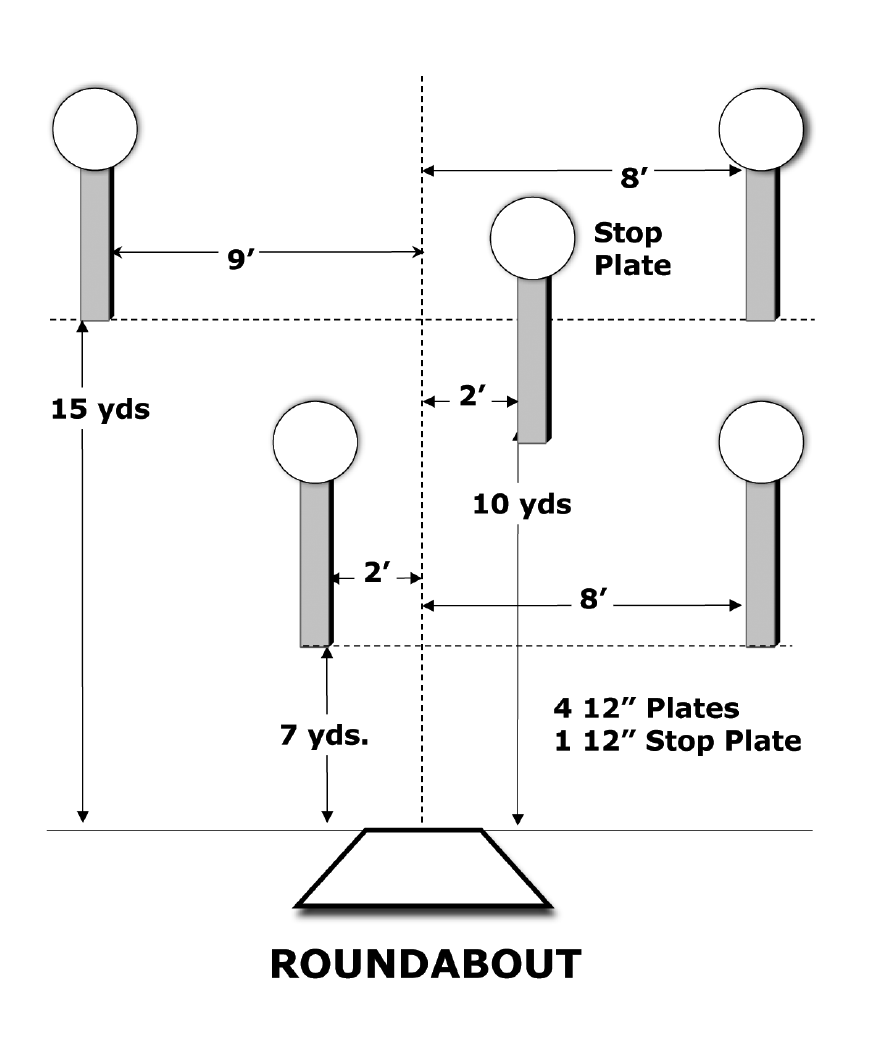 8’
Stop
Plate
9’
2’
15 yds
10 yds
2’
8’
4 12” Plates
7 yds.
1 12” Stop Plate
ROUNDABOUT